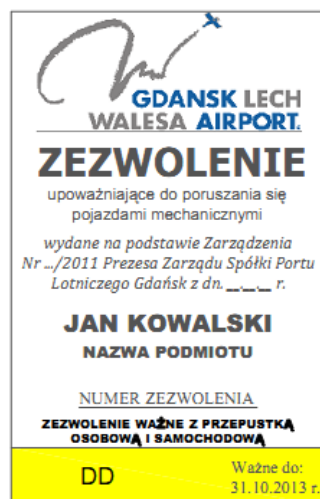 GDANSK LECH
WALESA AIRPORT.
ZEZWOLENIE
upoważniające do poruszania się
pojazdami mechanicznymi
wydane na podstawie Zarządzenia
Nr .../2011 Prezesa Zarządu Spółki Portu
Lotniczego Gdańsk z dn. __.__.__ r.
JAN KOWALSKI
NAZWA PODMIOTU
NUMER ZEZWOLENIA
ZEZWOLENIE WAŻNE Z PRZEPUSTKĄ
OSOBOWĄ I SAMOCHODOWĄ
DD
Ważne do:
31.10.2013 r.